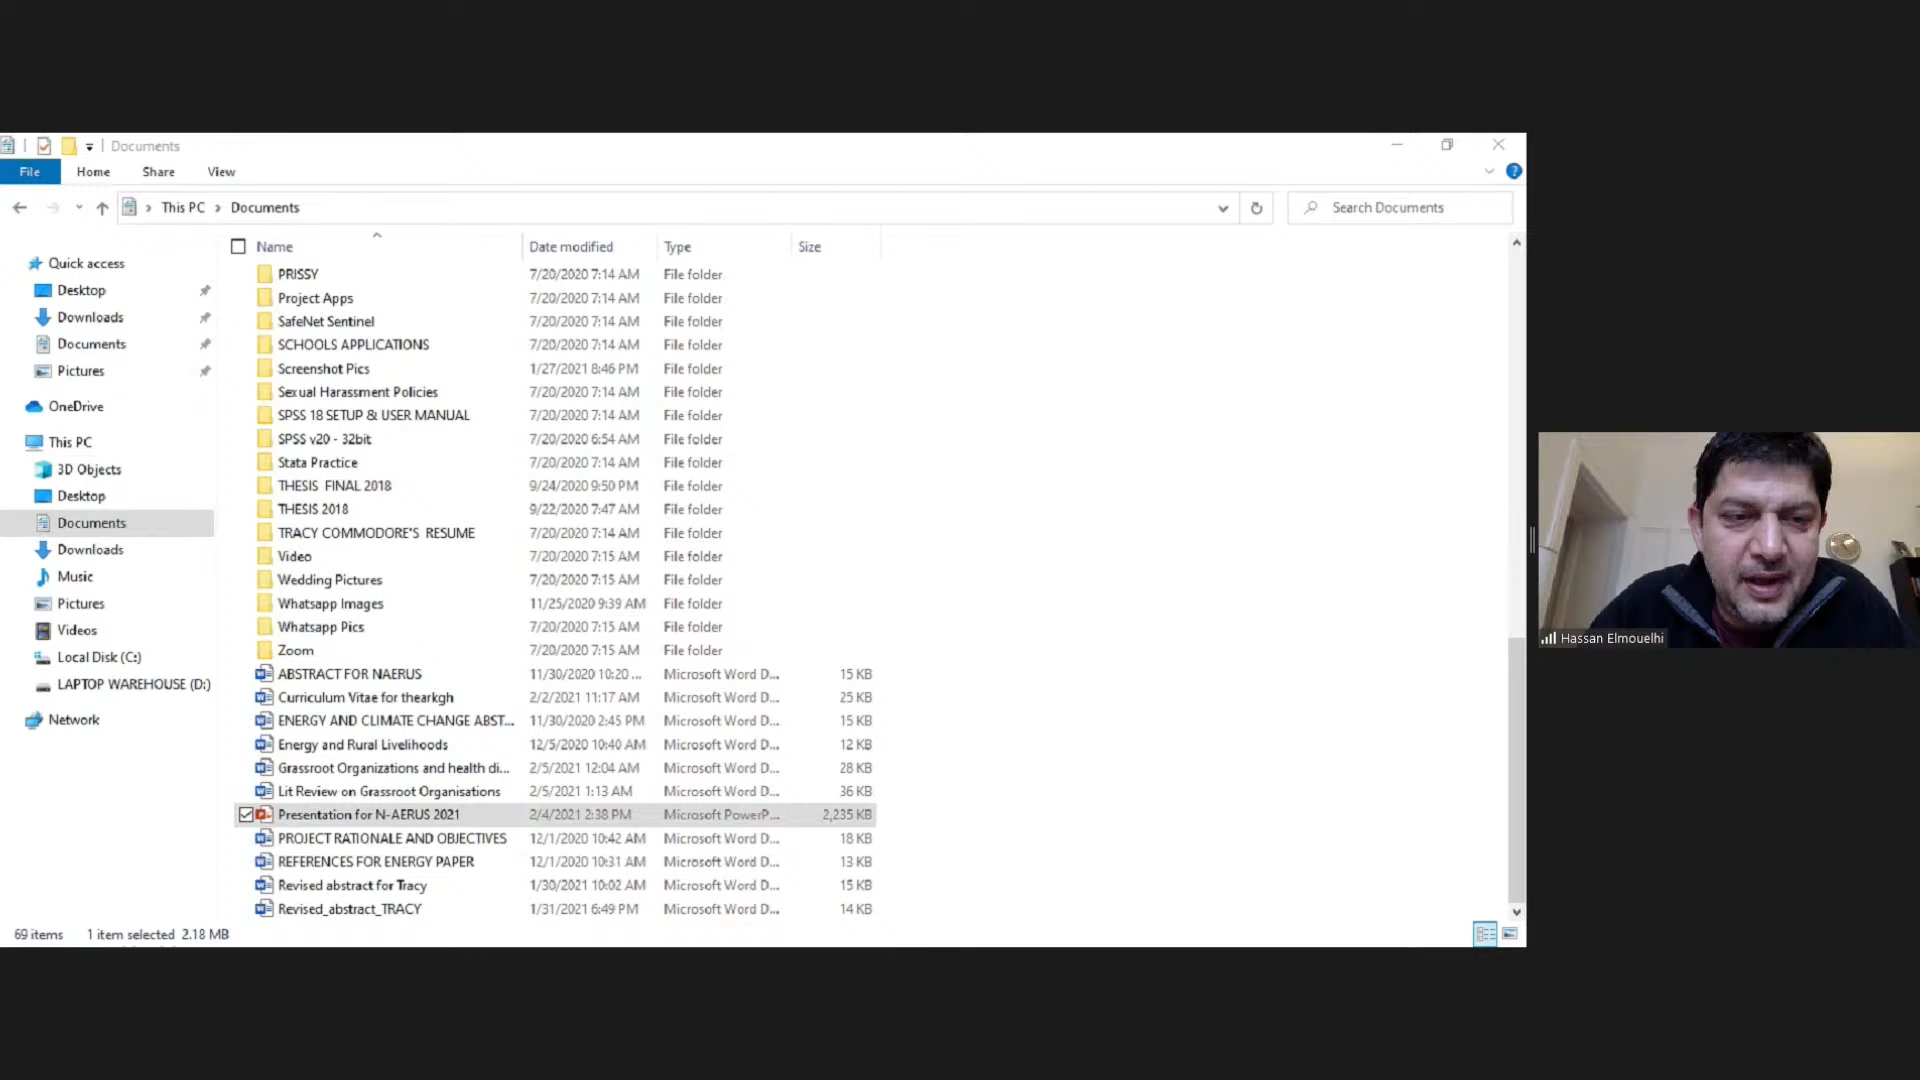 Documents
File Home Share View
This PC > Documents
Search Documents
Name Date modified Type Size
Quick access
Desktop
Downloads
Documents
Pictures
OneDrive
This PC
3D Objects
Desktop
Documents
Downloads
Music
Pictures
Videos
Local Disk (C:)
LAPTOP WAREHOUSE (D:)
Network
PRISSY 7/20/2020 7:14 AM File folder
Project Apps 7/20/2020 7:14 AM File folder
SafeNet Sentinel 7/20/2020 7:14 AM File folder
SCHOOLS APPLICATIONS 7/20/2020 7:14 AM File folder
Screenshot Pics 1/27/2021 8:46 PM File folder
Sexual Harassment Policies 7/20/2020 7:14 AM File folder
SPSS 18 SETUP & USER MANUAL 7/20/2020 7:14 AM File folder
SPSS v20 - 32bit 7/20/2020 6:54 AM File folder
Stata Practice 7/20/2020 7:14 AM File folder
THESIS FINAL 2018 9/24/2020 9:50 PM File folder
THESIS 2018 9/22/2020 7:47 AM File folder
TRACY COMMODORE'S RESUME 7/20/2020 7:14 AM File folder
Video 7/20/2020 7:15 AM File folder
Wedding Pictures 7/20/2020 7:15 AM File folder
Whatsapp Images 11/25/2020 9:39 AM File folder
Whatsapp Pics 7/20/2020 7:15 AM File folder
Zoom 7/20/2020 7:15 AM File folder
ABSTRACT FOR NAERUS 11/30/2020 10:20 ... Microsoft Word D... 15 KB
Curriculum Vitae for thearkgh 2/2/2021 11:17 AM Microsoft Word D... 25 KB
ENERGY AND CLIMATE CHANGE ABST... 11/30/2020 2:45 PM Microsoft Word D... 15 KB
Energy and Rural Livelihoods 12/5/2020 10:40 AM Microsoft Word D... 12 KB
Grassroot Organizations and health di... 2/5/2021 12:04 AM Microsoft Word D... 28 KB
Lit Review on Grassroot Organisations 2/5/2021 1:13 AM Microsoft Word D... 36 KB
Presentation for N-AERUS 2021 2/4/2021 2:38 PM Microsoft PowerP... 2,235 KB
PROJECT RATIONALE AND OBJECTIVES 12/1/2020 10:42 AM Microsoft Word D... 18 KB
REFERENCES FOR ENERGY PAPER 12/1/2020 10:31 AM Microsoft Word D... 13 KB
Revised abstract for Tracy 1/30/2021 10:02 AM Microsoft Word D... 15 KB
Revised_abstract_TRACY 1/31/2021 6:49 PM Microsoft Word D... 14 KB
69 items 1 item selected 2.18 MB
Hassan Elmouelhi